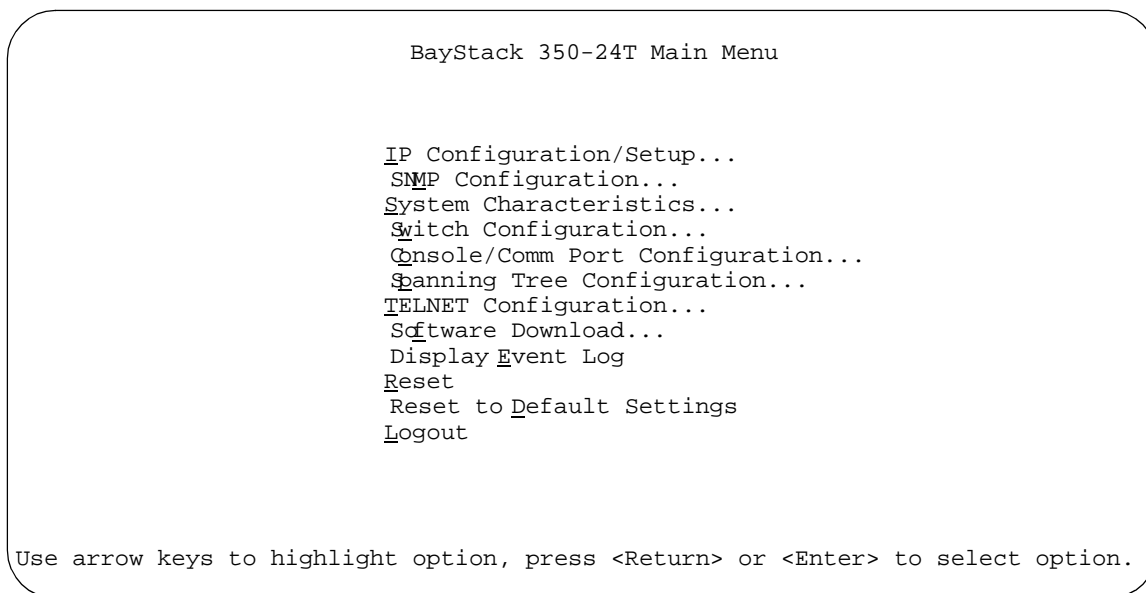 BayStack 350-24T Main Menu
IP Configuration/Setup...
SNMP Configuration...
System Characteristics...
Switch Configuration...
Console/Comm Port Configuration...
Spanning Tree Configuration...
TELNET Configuration...
Software Download...
Display Event Log
Reset
Reset to Default Settings
Logout
Use arrow keys to highlight option, press <Return> or <Enter> to select option.